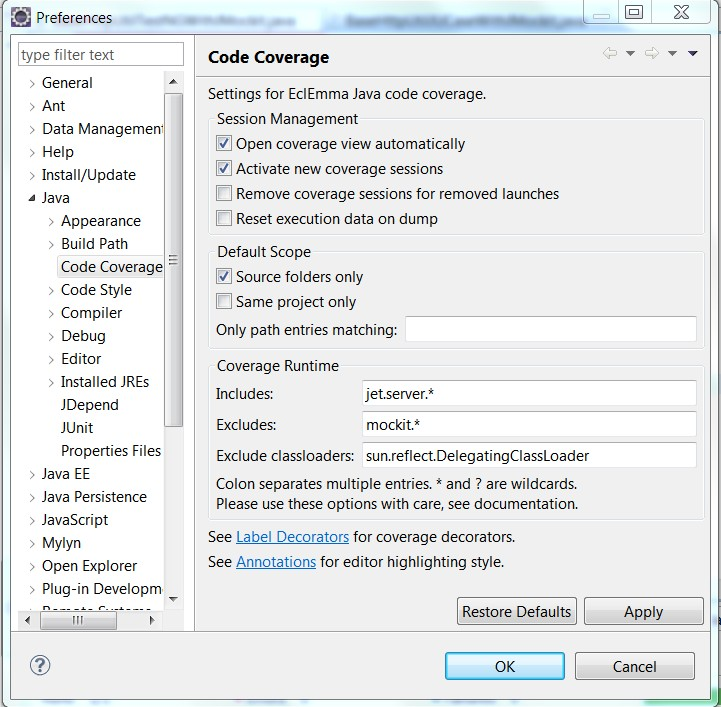 Preferences
type filter text
General
Ant
Data Management
Help
Install/Update
Java
Appearance
Build Path
Code Coverage
Code Style
Compiler
Debug
Editor
Installed JREs
JDepend
JUnit
Properties Files
Java EE
Java Persistence
JavaScript
Mylyn
Open Explorer
Plug-in Developm
Remote Systems
Code Coverage
Settings for EclEmma Java code coverage.
Session Management
Open coverage view automatically
Activate new coverage sessions
Remove coverage sessions for removed launches
Reset execution data on dump
Default Scope
Source folders only
Same project only
Only path entries matching:
Coverage Runtime
Includes: jet.server.*
Excludes: mockit.*
Exclude classloaders: sun.reflect.DelegatingClassLoader
Colon separates multiple entries. * and ? are wildcards.
Please use these options with care, see documentation.
See Label Decorators for coverage decorators.
See Annotations for editor highlighting style.
Restore Defaults Apply
OK Cancel